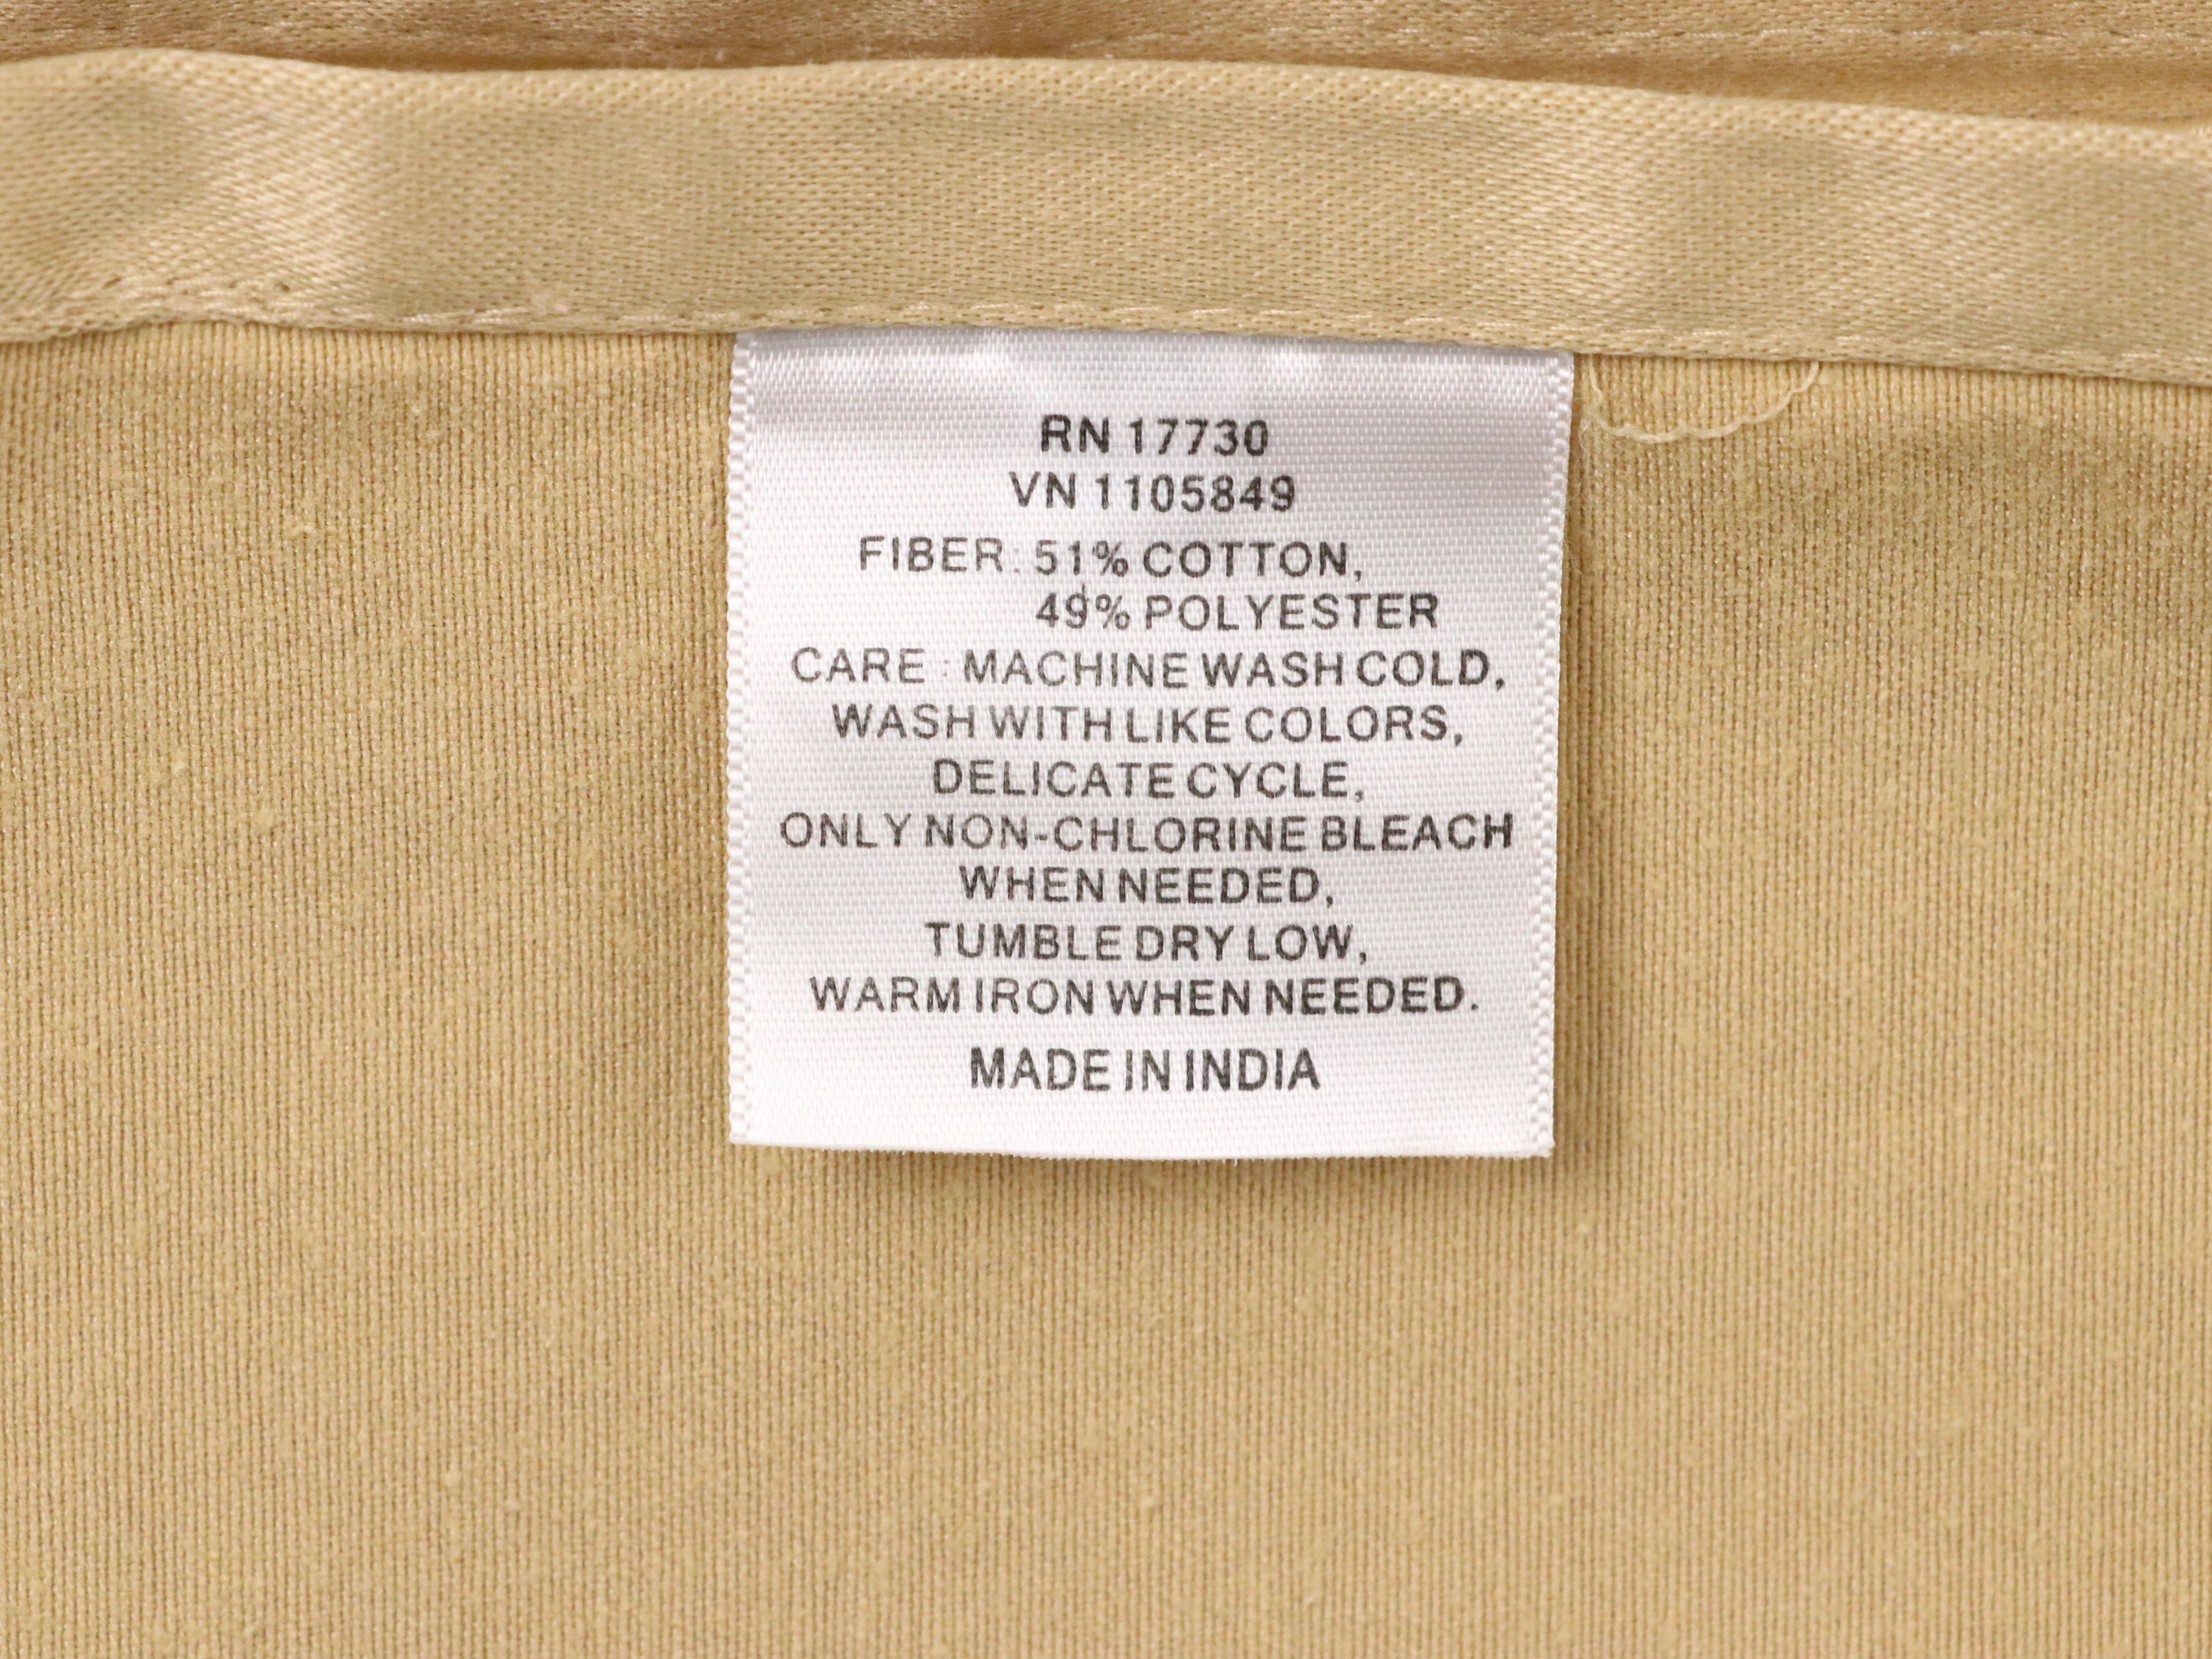 RN 17730
VN 1105849
FIBER: 51% COTTON,
49% POLYESTER
CARE : MACHINE WASH COLD,
WASH WITH LIKE COLORS,
DELICATE CYCLE,
ONLY NON-CHLORINE BLEACH
WHEN NEEDED,
TUMBLE DRY LOW,
WARM IRON WHEN NEEDED.
MADE IN INDIA